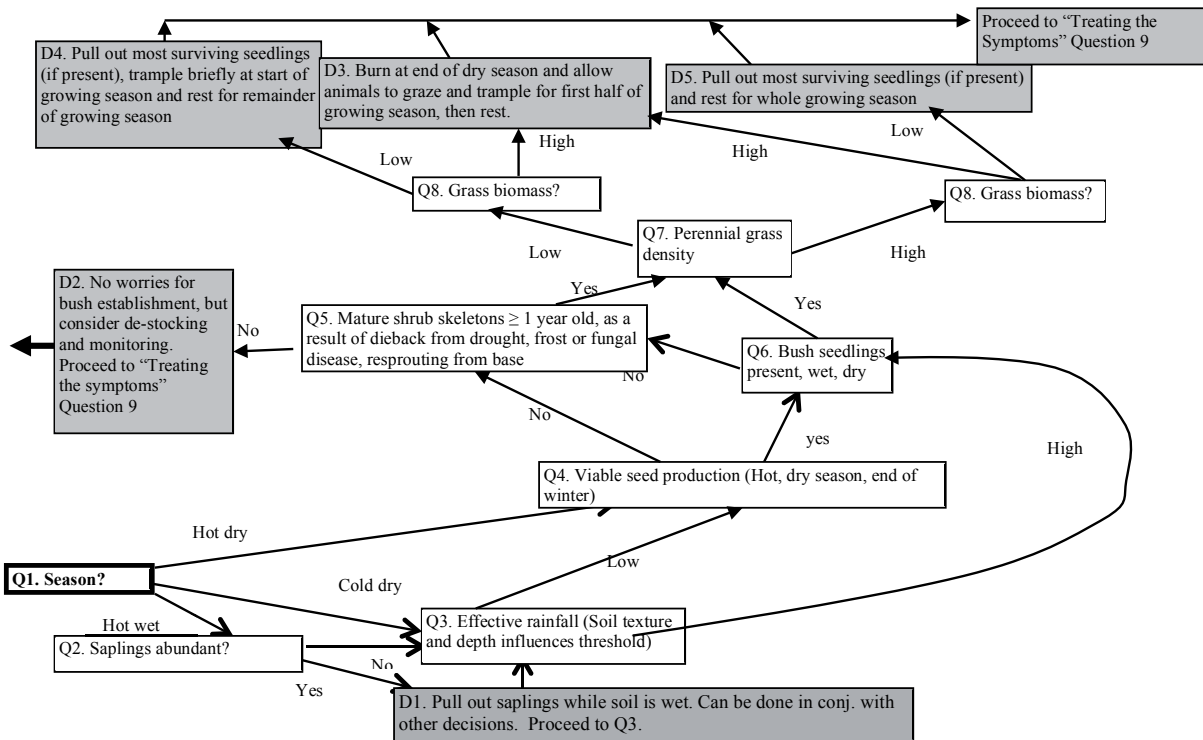 Proceed to “Treating the
Symptoms” Question 9
D4. Pull out most surviving seedlings
(if present), trample briefly at start of
growing season and rest for remainder
of growing season
D3. Burn at end of dry season and allow
animals to graze and trample for first half of
growing season, then rest.
D5. Pull out most surviving seedlings (if present)
and rest for whole growing season
Low
High
High
Low
Q8. Grass biomass?
Q8. Grass biomass?
Q7. Perennial grass
density
Low
High
D2. No worries for
bush establishment, but
consider de-stocking
and monitoring.
Proceed to “Treating
the symptoms”
Question 9
No
Yes
Yes
Q5. Mature shrub skeletons ≥ 1 year old, as a
result of dieback from drought, frost or fungal
disease, resprouting from base
Q6. Bush seedlings
present, wet, dry
No
No
yes
High
Q4. Viable seed production (Hot, dry season, end of
winter)
Hot dry
Low
Q1. Season?
Cold dry
Hot wet
Q3. Effective rainfall (Soil texture
and depth influences threshold)
Q2. Saplings abundant?
No
Yes
D1. Pull out saplings while soil is wet. Can be done in conj. with
other decisions.  Proceed to Q3.